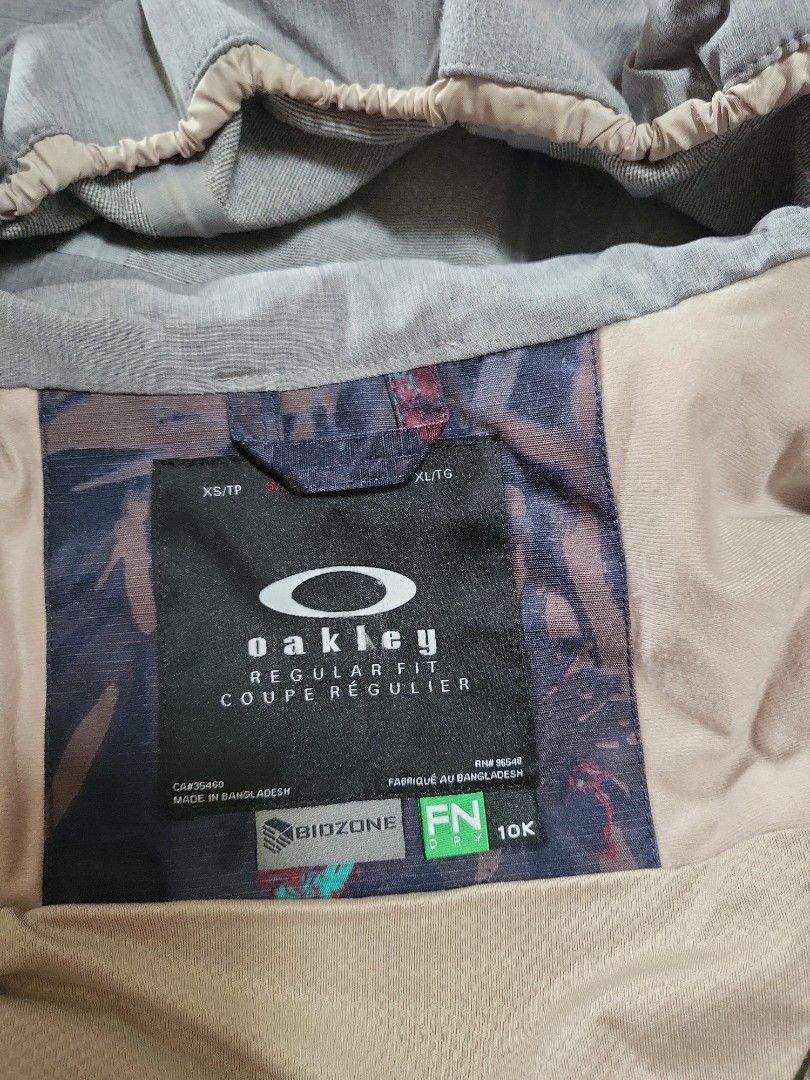 XS/TP XL/TG
oakley
REGULAR FIT
COUPE RÉGULIER
CA#35460
MADE IN BANGLADESH
RN# 96548
FABRIQUÉ AU BANGLADESH
BIOZONE
FN
DRY
10K